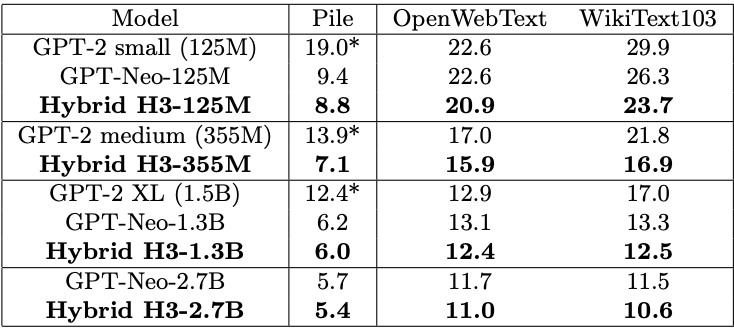 Model Pile OpenWebText WikiText103
GPT-2 small (125M) 19.0* 22.6 29.9
GPT-Neo-125M 9.4 22.6 26.3
Hybrid H3-125M 8.8 20.9 23.7
GPT-2 medium (355M) 13.9* 17.0 21.8
Hybrid H3-355M 7.1 15.9 16.9
GPT-2 XL (1.5B) 12.4* 12.9 17.0
GPT-Neo-1.3B 6.2 13.1 13.3
Hybrid H3-1.3B 6.0 12.4 12.5
GPT-Neo-2.7B 5.7 11.7 11.5
Hybrid H3-2.7B 5.4 11.0 10.6